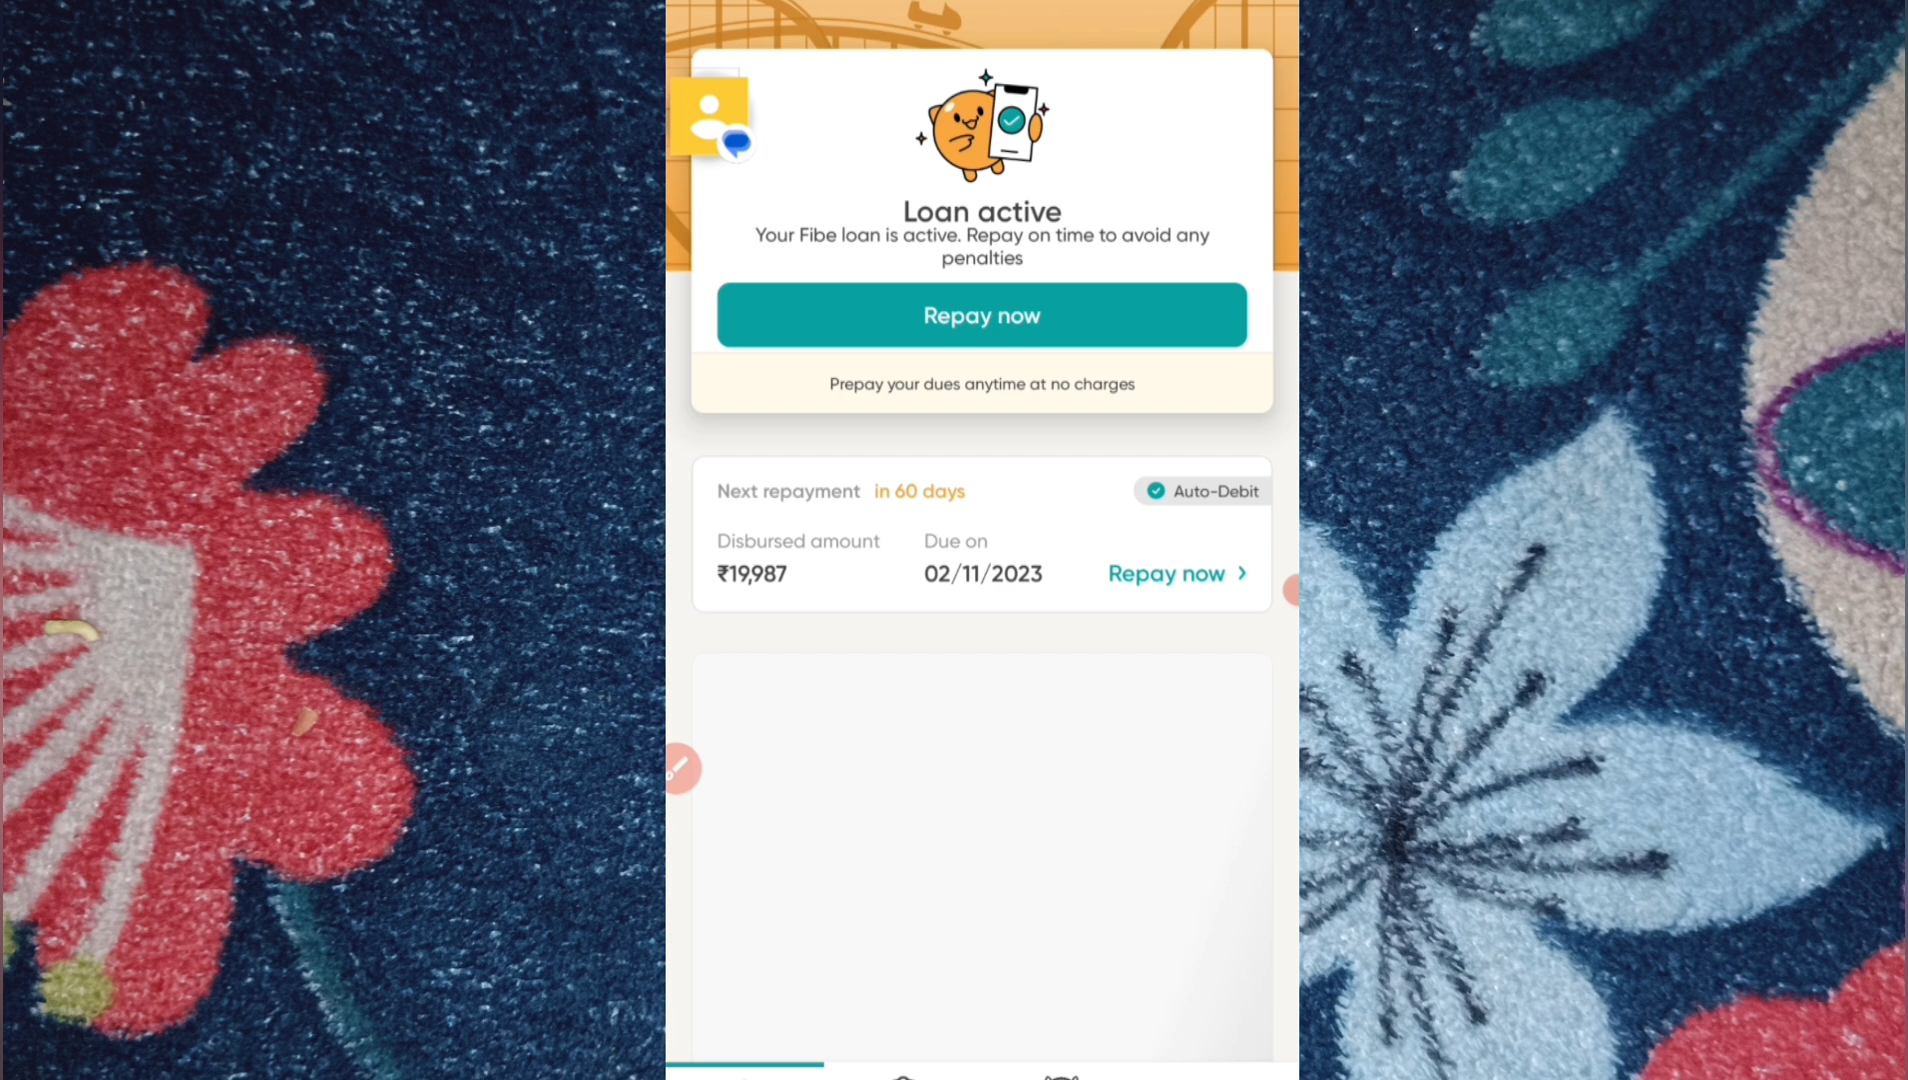 Loan active
Your Fibe loan is active. Repay on time to avoid any
penalties
Repay now
Prepay your dues anytime at no charges
Next repayment in 60 days
Auto-Debit
Disbursed amount
Due on
₹19,987
02/11/2023
Repay now